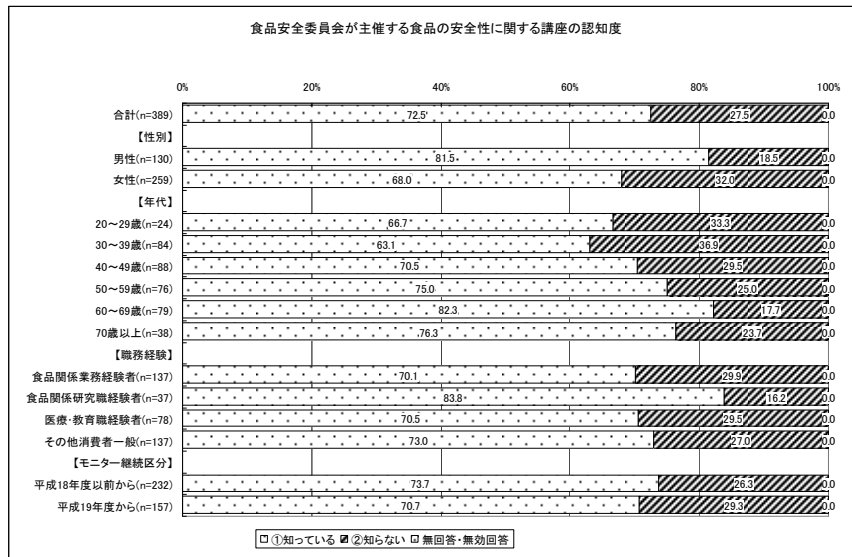 食品安全委員会が主催する食品の安全性に関する講座の認知度
0% 20% 40% 60% 80% 100%
合計(n=389) 72.5 27.5 0.0
【性別】
男性(n=130) 81.5 18.5 0.0
女性(n=259) 68.0 32.0 0.0
【年代】
20～29歳(n=24) 66.7 33.3 0.0
30～39歳(n=84) 63.1 36.9 0.0
40～49歳(n=88) 70.5 29.5 0.0
50～59歳(n=76) 75.0 25.0 0.0
60～69歳(n=79) 82.3 17.7 0.0
70歳以上(n=38) 76.3 23.7 0.0
【職務経験】
食品関係業務経験者(n=137) 70.1 29.9 0.0
食品関係研究職経験者(n=37) 83.8 16.2 0.0
医療・教育職経験者(n=78) 70.5 29.5 0.0
その他消費者一般(n=137) 73.0 27.0 0.0
【モニター継続区分】
平成18年度以前から(n=232) 73.7 26.3 0.0
平成19年度から(n=157) 70.7 29.3 0.0
①知っている ②知らない 無回答・無効回答